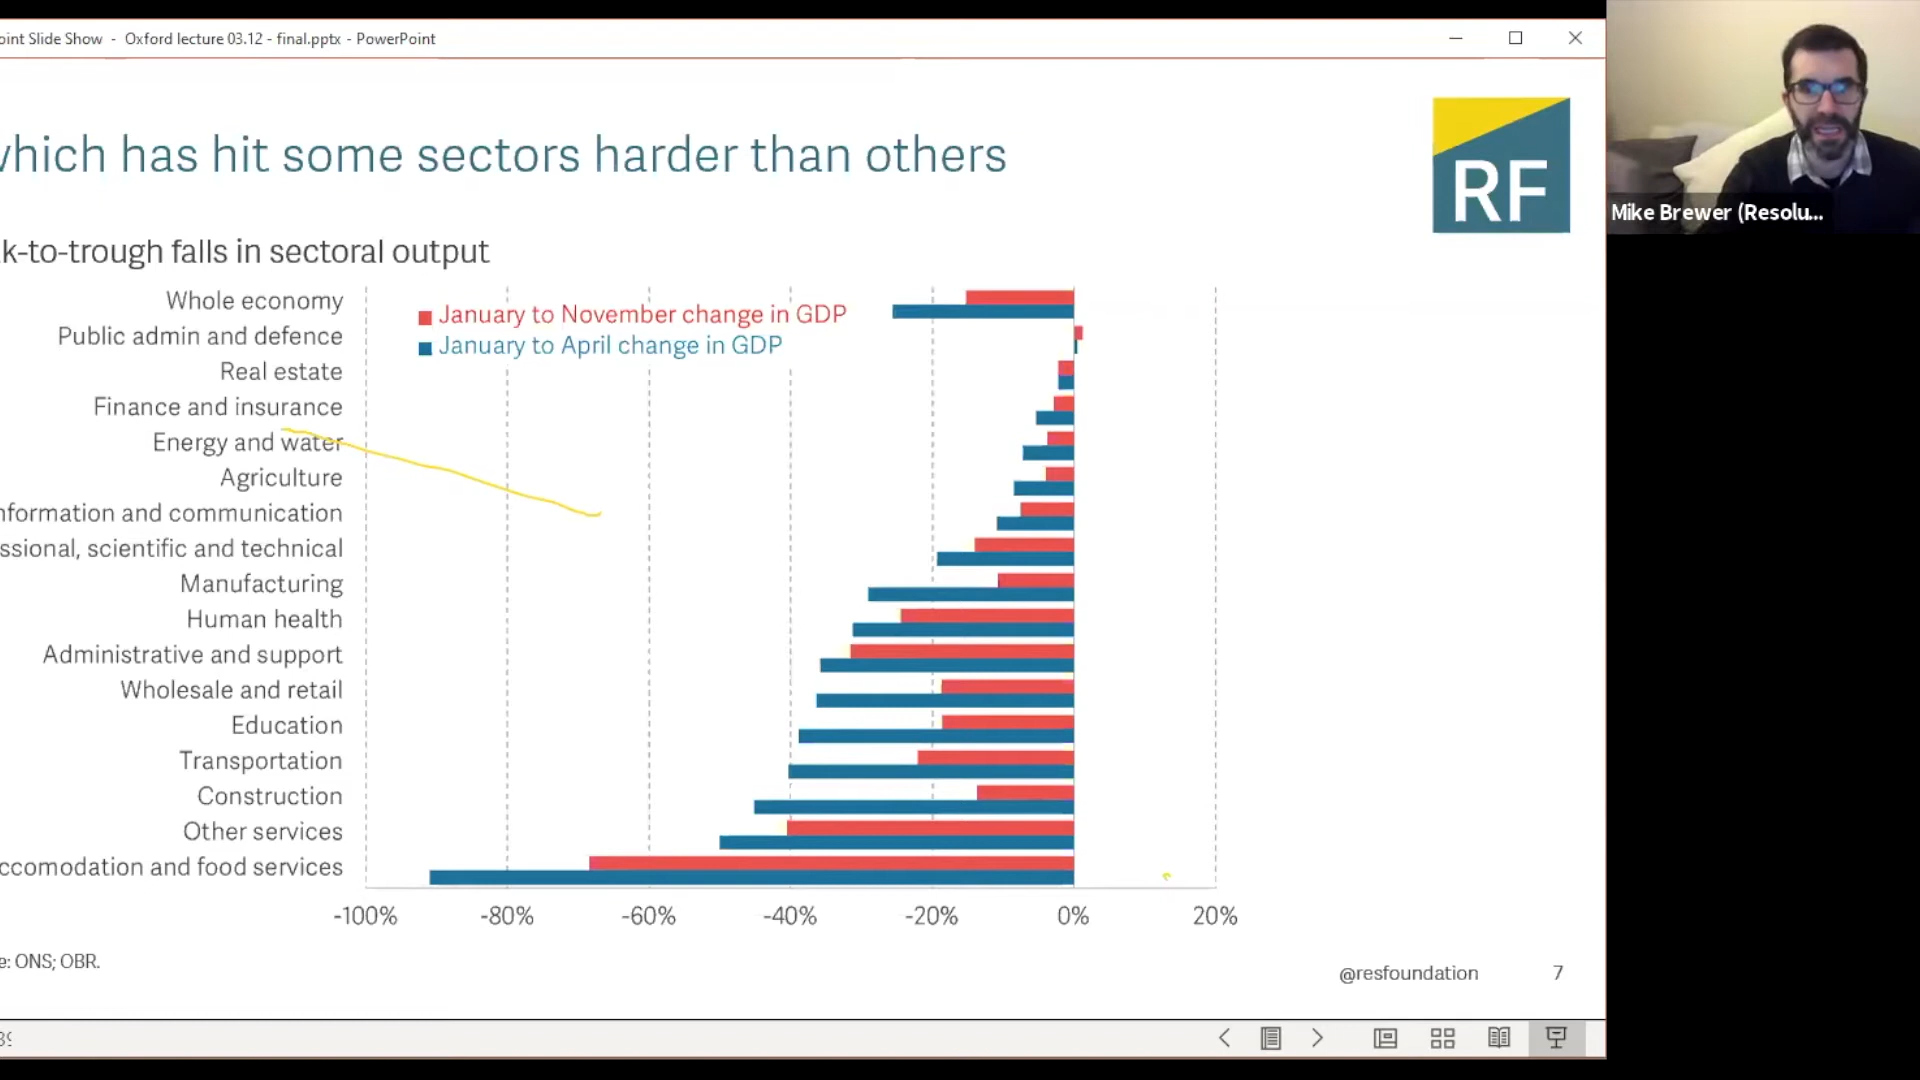 oint Slide Show - Oxford lecture 03.12 - final.pptx - PowerPoint
which has hit some sectors harder than others
RF
Mike Brewer (Resolu...
k-to-trough falls in sectoral output
January to November change in GDP
January to April change in GDP
Whole economy
Public admin and defence
Real estate
Finance and insurance
Energy and water
Agriculture
nformation and communication
ssional, scientific and technical
Manufacturing
Human health
Administrative and support
Wholesale and retail
Education
Transportation
Construction
Other services
ccomodation and food services
-100% -80% -60% -40% -20% 0% 20%
e: ONS; OBR.
@resfoundation 7